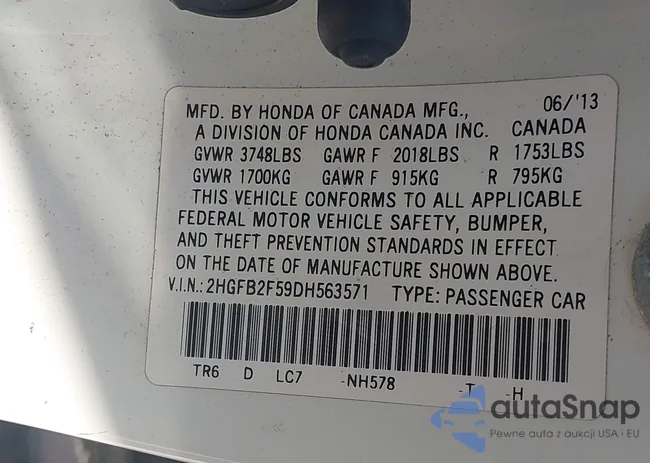 MFD. BY HONDA OF CANADA MFG., 06/'13
A DIVISION OF HONDA CANADA INC. CANADA
GVWR 3748LBS GAWR F 2018LBS R 1753LBS
GVWR 1700KG GAWR F 915KG R 795KG
THIS VEHICLE CONFORMS TO ALL APPLICABLE
FEDERAL MOTOR VEHICLE SAFETY, BUMPER,
AND THEFT PREVENTION STANDARDS IN EFFECT
ON THE DATE OF MANUFACTURE SHOWN ABOVE.
V.I.N.: 2HGFB2F59DH563571 TYPE: PASSENGER CAR
TR6 D LC7 -NH578 -T -H
autaSnap
Pewne auta z aukcji USA i EU